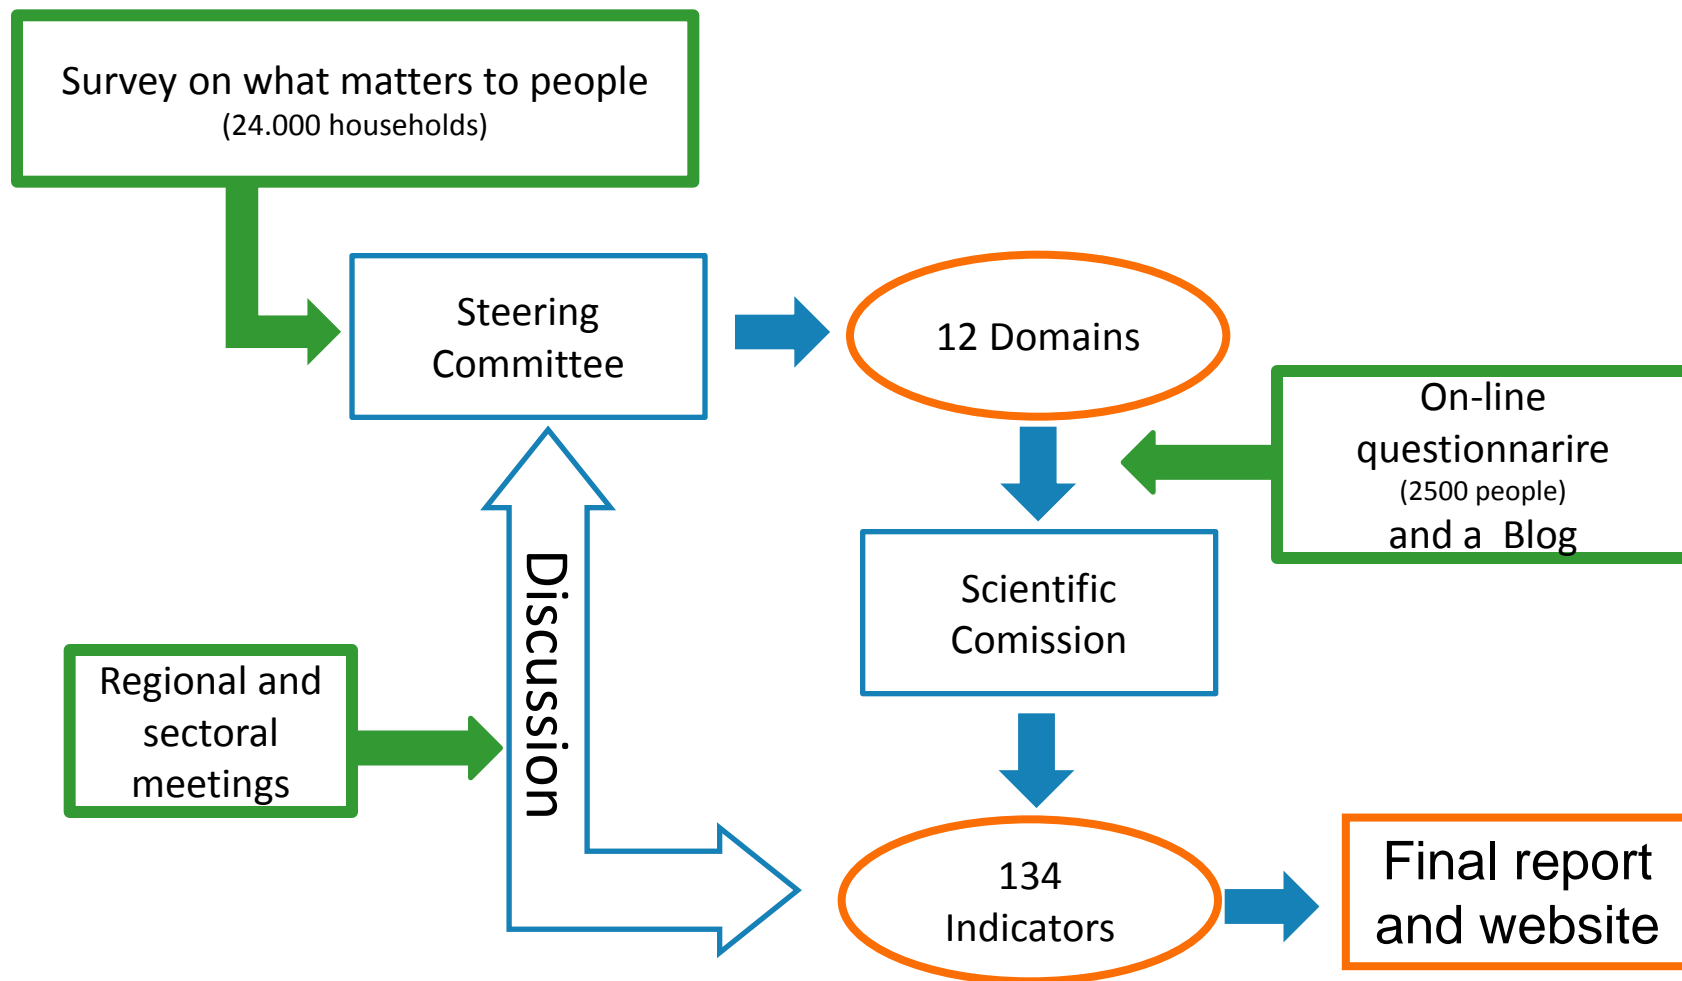 Survey on what matters to people
(24.000 households)
Steering
Committee
12 Domains
On-line
questionnarire
(2500 people)
and a  Blog
Discussion
Scientific
Comission
Regional and
sectoral
meetings
134
Indicators
Final report
and website